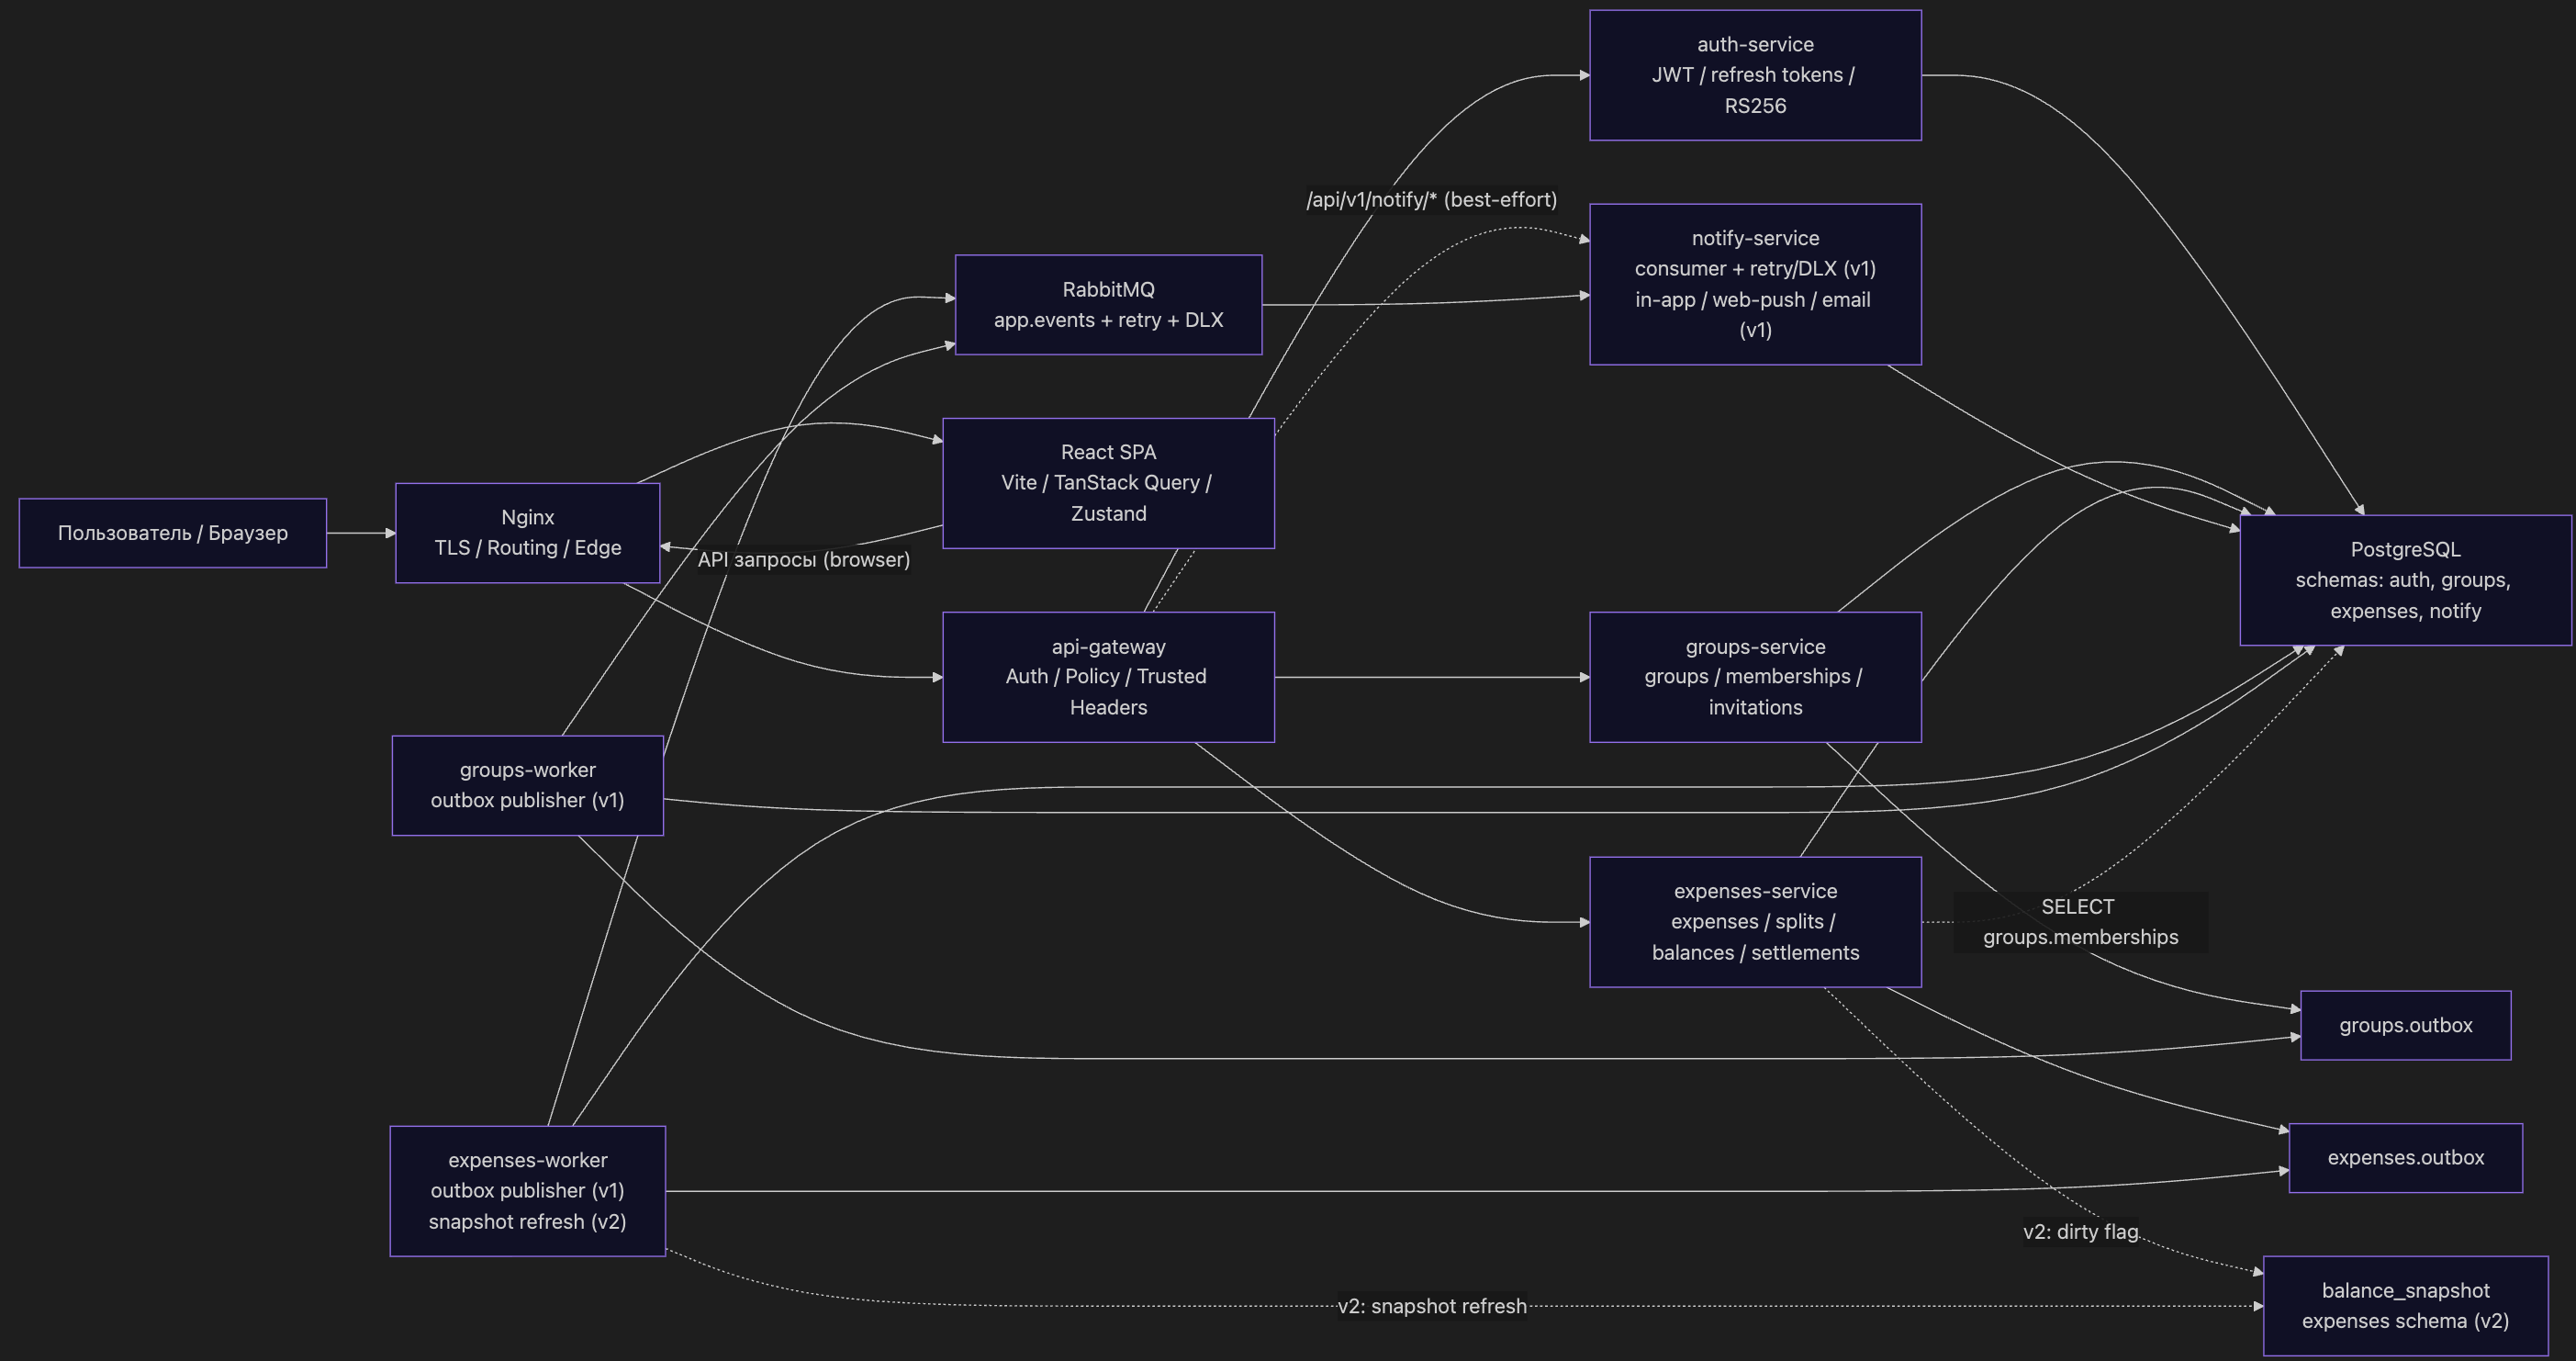 auth-service
JWT / refresh tokens /
RS256
/api/v1/notify/* (best-effort)
notify-service
consumer + retry/DLX (v1)
in-app / web-push / email
(v1)
RabbitMQ
app.events + retry + DLX
React SPA
Vite / TanStack Query /
Zustand
Пользователь / Браузер
Nginx
TLS / Routing / Edge
API запросы (browser)
PostgreSQL
schemas: auth, groups,
expenses, notify
api-gateway
Auth / Policy / Trusted
Headers
groups-service
groups / memberships /
invitations
groups-worker
outbox publisher (v1)
expenses-service
expenses / splits /
balances / settlements
SELECT
groups.memberships
groups.outbox
expenses-worker
outbox publisher (v1)
snapshot refresh (v2)
expenses.outbox
v2: dirty flag
v2: snapshot refresh
balance_snapshot
expenses schema (v2)